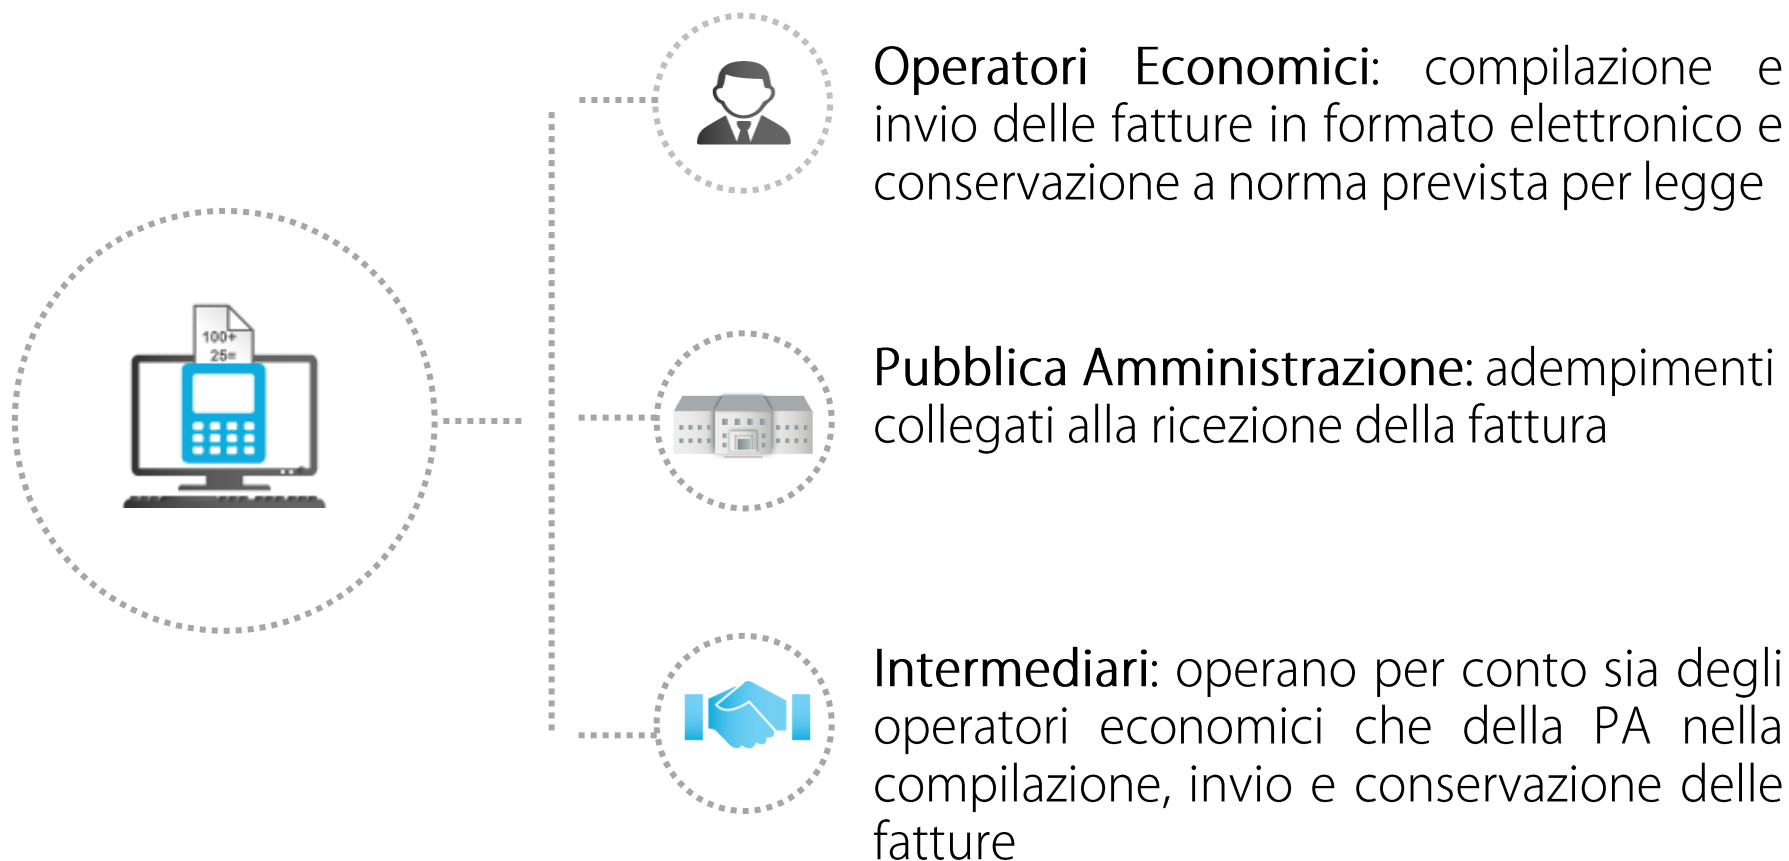 Operatori Economici: compilazione e
invio delle fatture in formato elettronico e
conservazione a norma prevista per legge
100+
25=
Pubblica Amministrazione: adempimenti
collegati alla ricezione della fattura
Intermediari: operano per conto sia degli
operatori economici che della PA nella
compilazione, invio e conservazione delle
fatture